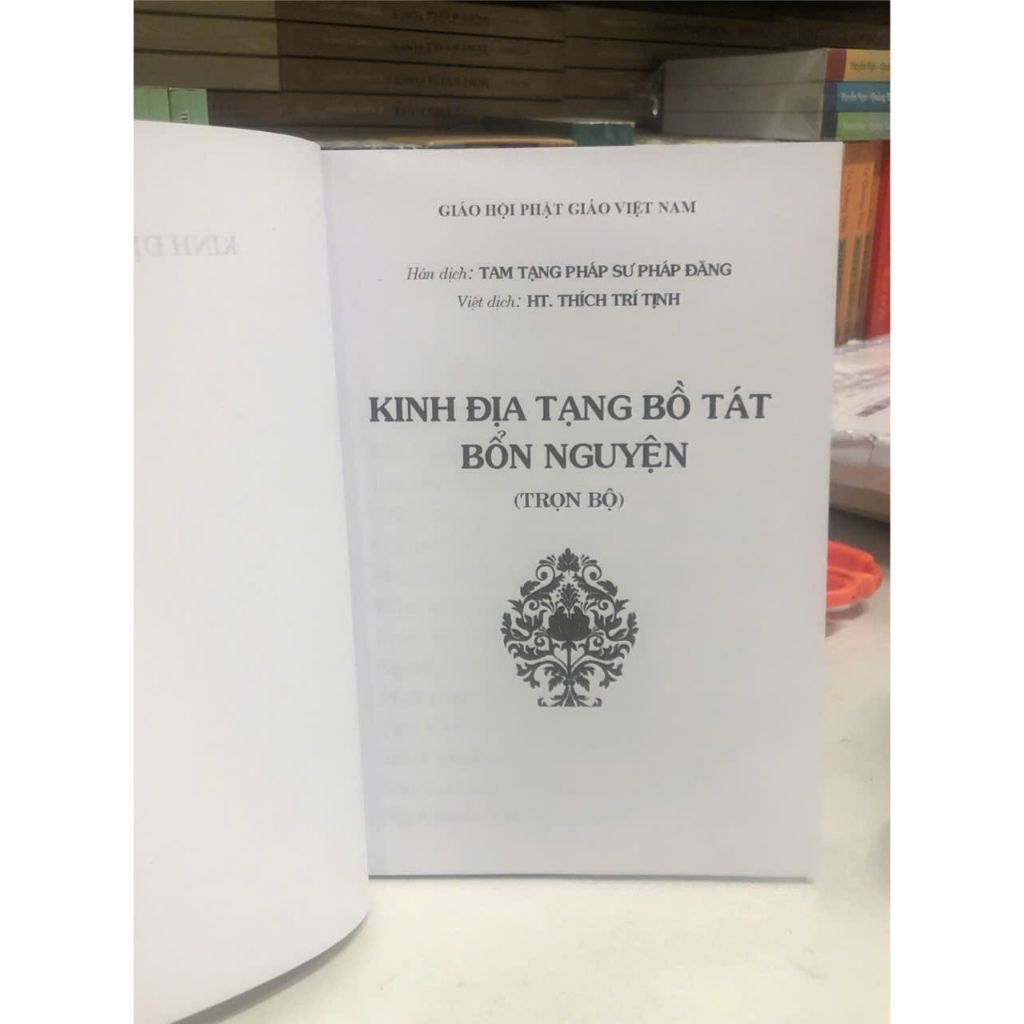 GIÁO HỘI PHẬT GIÁO VIỆT NAM
Hán dịch: TAM TẠNG PHÁP SƯ PHÁP ĐĂNG
Việt dịch: HT. THÍCH TRÍ TỊNH
KINH ĐỊA TẠNG BỒ TÁT
BỔN NGUYỆN
(TRỌN BỘ)